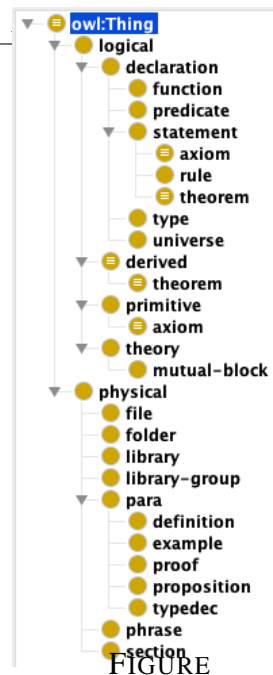 owl:Thing
logical
declaration
function
predicate
statement
axiom
rule
theorem
type
universe
derived
theorem
primitive
axiom
theory
mutual-block
physical
file
folder
library
library-group
para
definition
example
proof
proposition
typedec
phrase
section
FIGURE